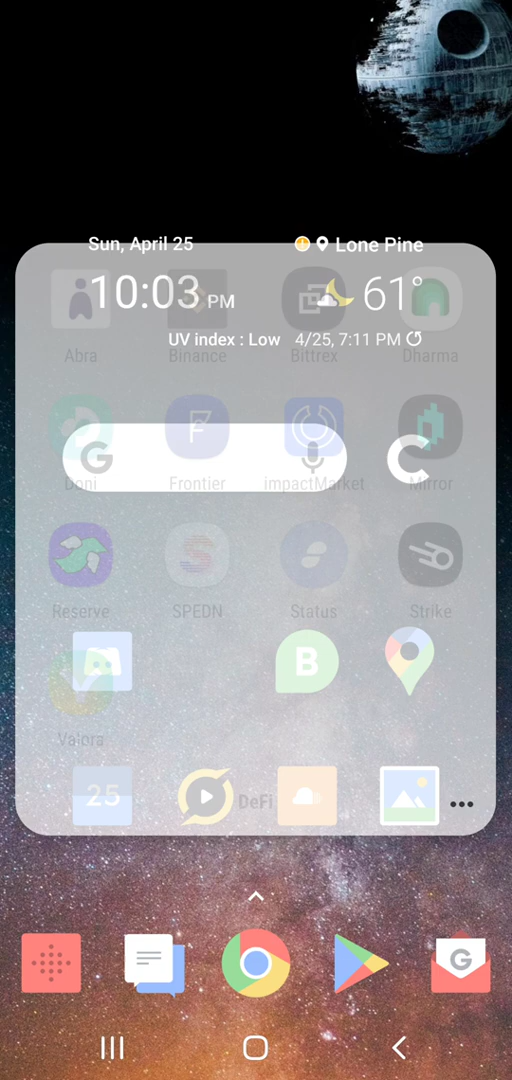 Sun, April 25
Lone Pine
10:03 PM
61°
UV index : Low
4/25, 7:11 PM
Abra
Binance
Bittrex
Dharma
G
F
Doni
Frontier
impactMarket
Mirror
Reserve
SPEDN
Status
Strike
B
Valora
25
DeFi
G